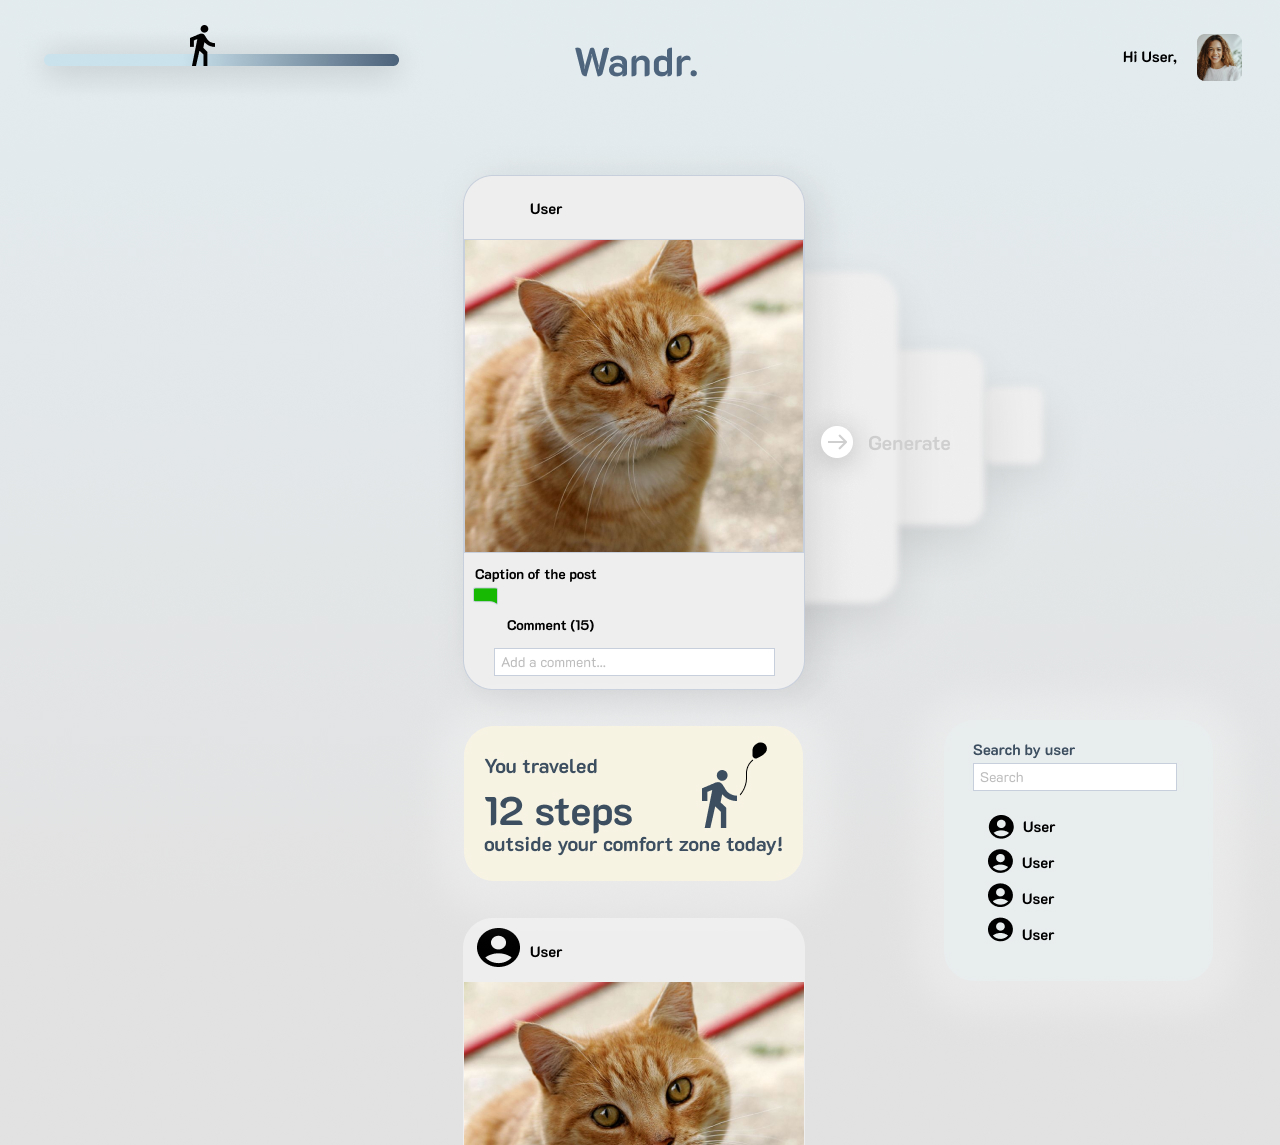 Wandr.
Hi User,
User
Generate
Caption of the post
Comment (15)
Add a comment...
You traveled
12 steps
outside your comfort zone today!
Search by user
Search
User
User
User
User
User